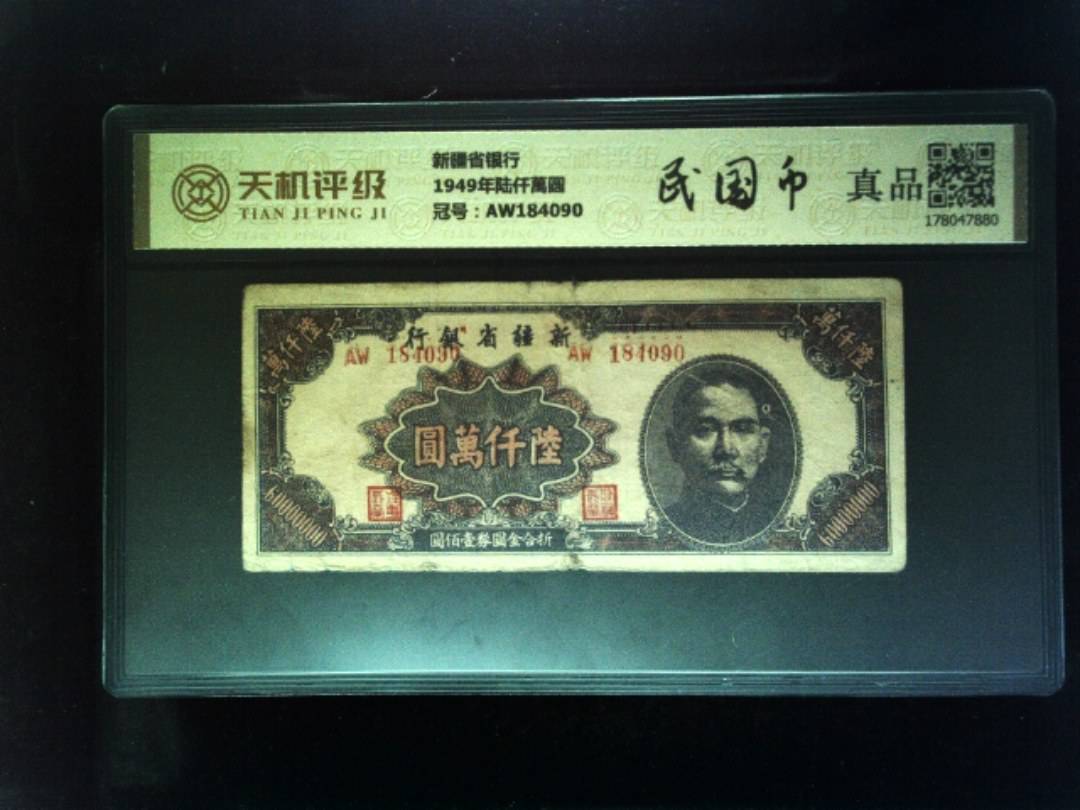 天机评级
TIAN JI PING JI
新疆省银行
1949年陆仟萬圆
冠号：AW184090
民国币
真品
178047880
行銀省疆新
AW 184090
AW 184090
萬仟陸
萬仟陸
圓萬仟陸
60000000
60000000
圓佰壹券圓金合折